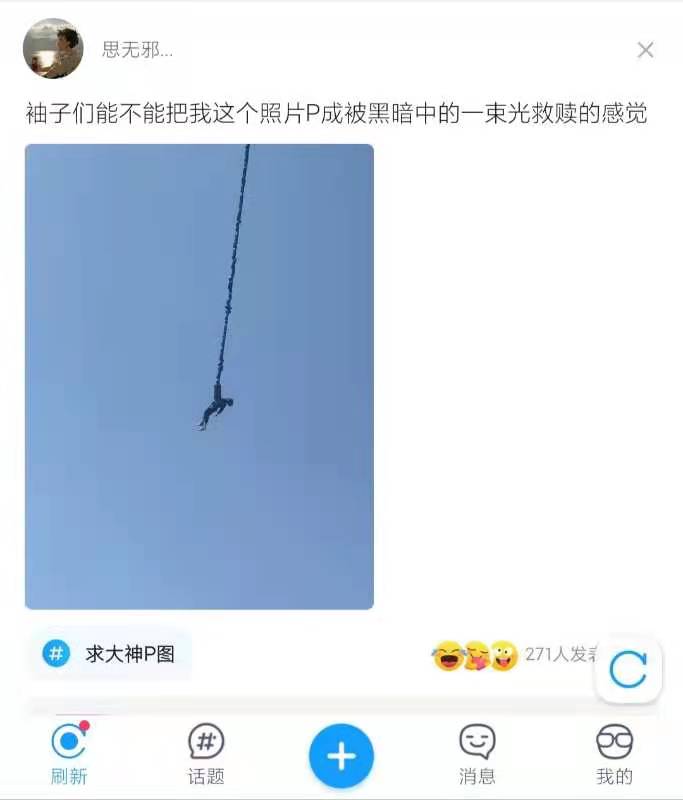 思无邪...
袖子们能不能把我这个照片P成被黑暗中的一束光救赎的感觉
# 求大神P图
271人发表
刷新
话题
消息
我的